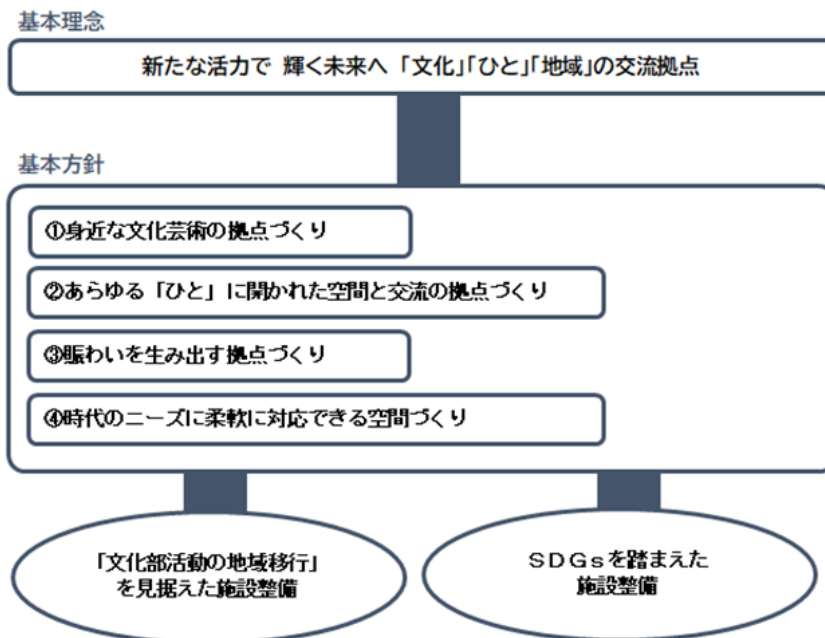 基本理念
新たな活力で 輝く未来へ 「文化」「ひと」「地域」の交流拠点
基本方針
①身近な文化芸術の拠点づくり
②あらゆる「ひと」に開かれた空間と交流の拠点づくり
③賑わいを生み出す拠点づくり
④時代のニーズに柔軟に対応できる空間づくり
「文化部活動の地域移行」
を見据えた施設整備
SDGsを踏まえた
施設整備